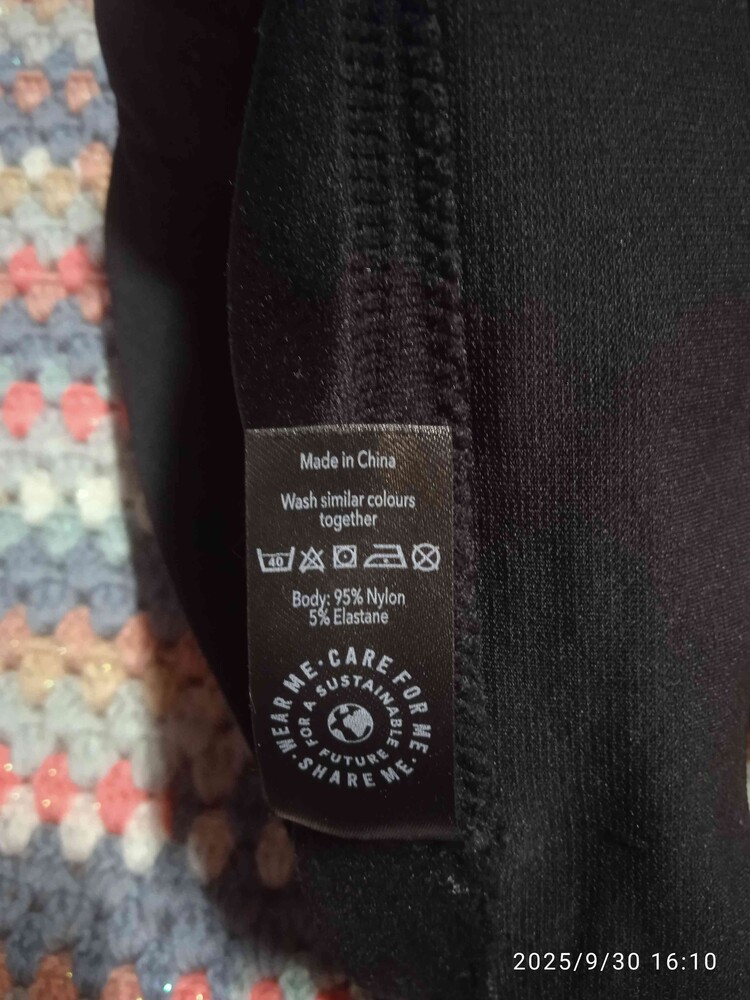 Made in China
Wash similar colours
together
40
Body: 95% Nylon
5% Elastane
WEAR ME · CARE FOR ME · SHARE ME ·
FOR A SUSTAINABLE FUTURE
2025/9/30 16:10